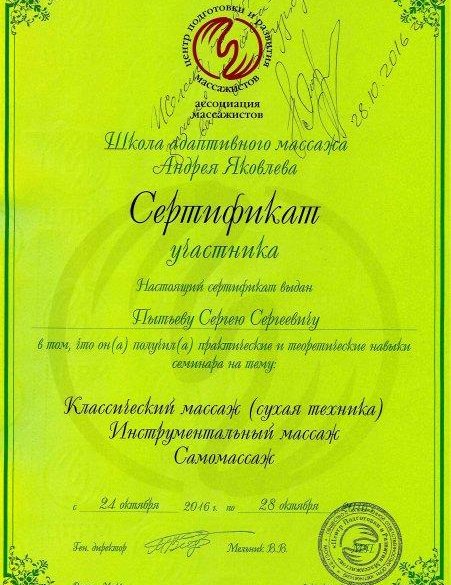 центр подготовки и развития
массажистов
ассоциация
массажистов
28.10.2016 г.
Школа адаптивного массажа
Андрея Яковлева
Сертификат
участника
Настоящий сертификат выдан
Пытьеву Сергею Сергеевичу
в том, что он(а) получил(а) практические и теоретические навыки
семинара на тему:
Классический массаж (сухая техника)
Инструментальный массаж
Самомассаж
с 24 октября 2016 г. по 28 октября
Ген. директор Мельник В.В.